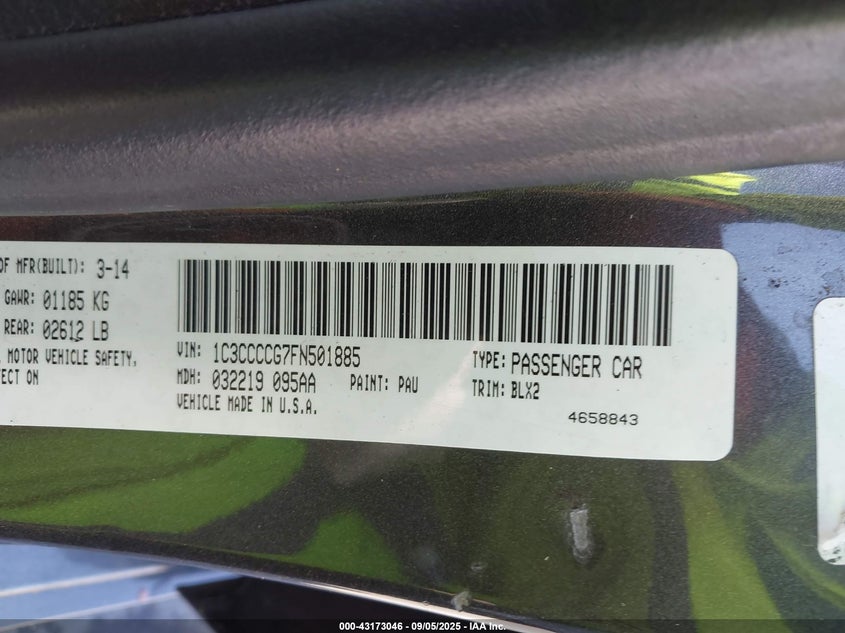 OF MFR(BUILT): 3-14
GAWR: 01185 KG
REAR: 02612 LB
MOTOR VEHICLE SAFETY,
ON
VIN: 1C3CCCCG7FN501885
TYPE: PASSENGER CAR
MDH: 032219 095AA PAINT: PAU
TRIM: BLX2
VEHICLE MADE IN U.S.A.
4658843
000-43173046 - 09/05/2025 - IAA Inc.